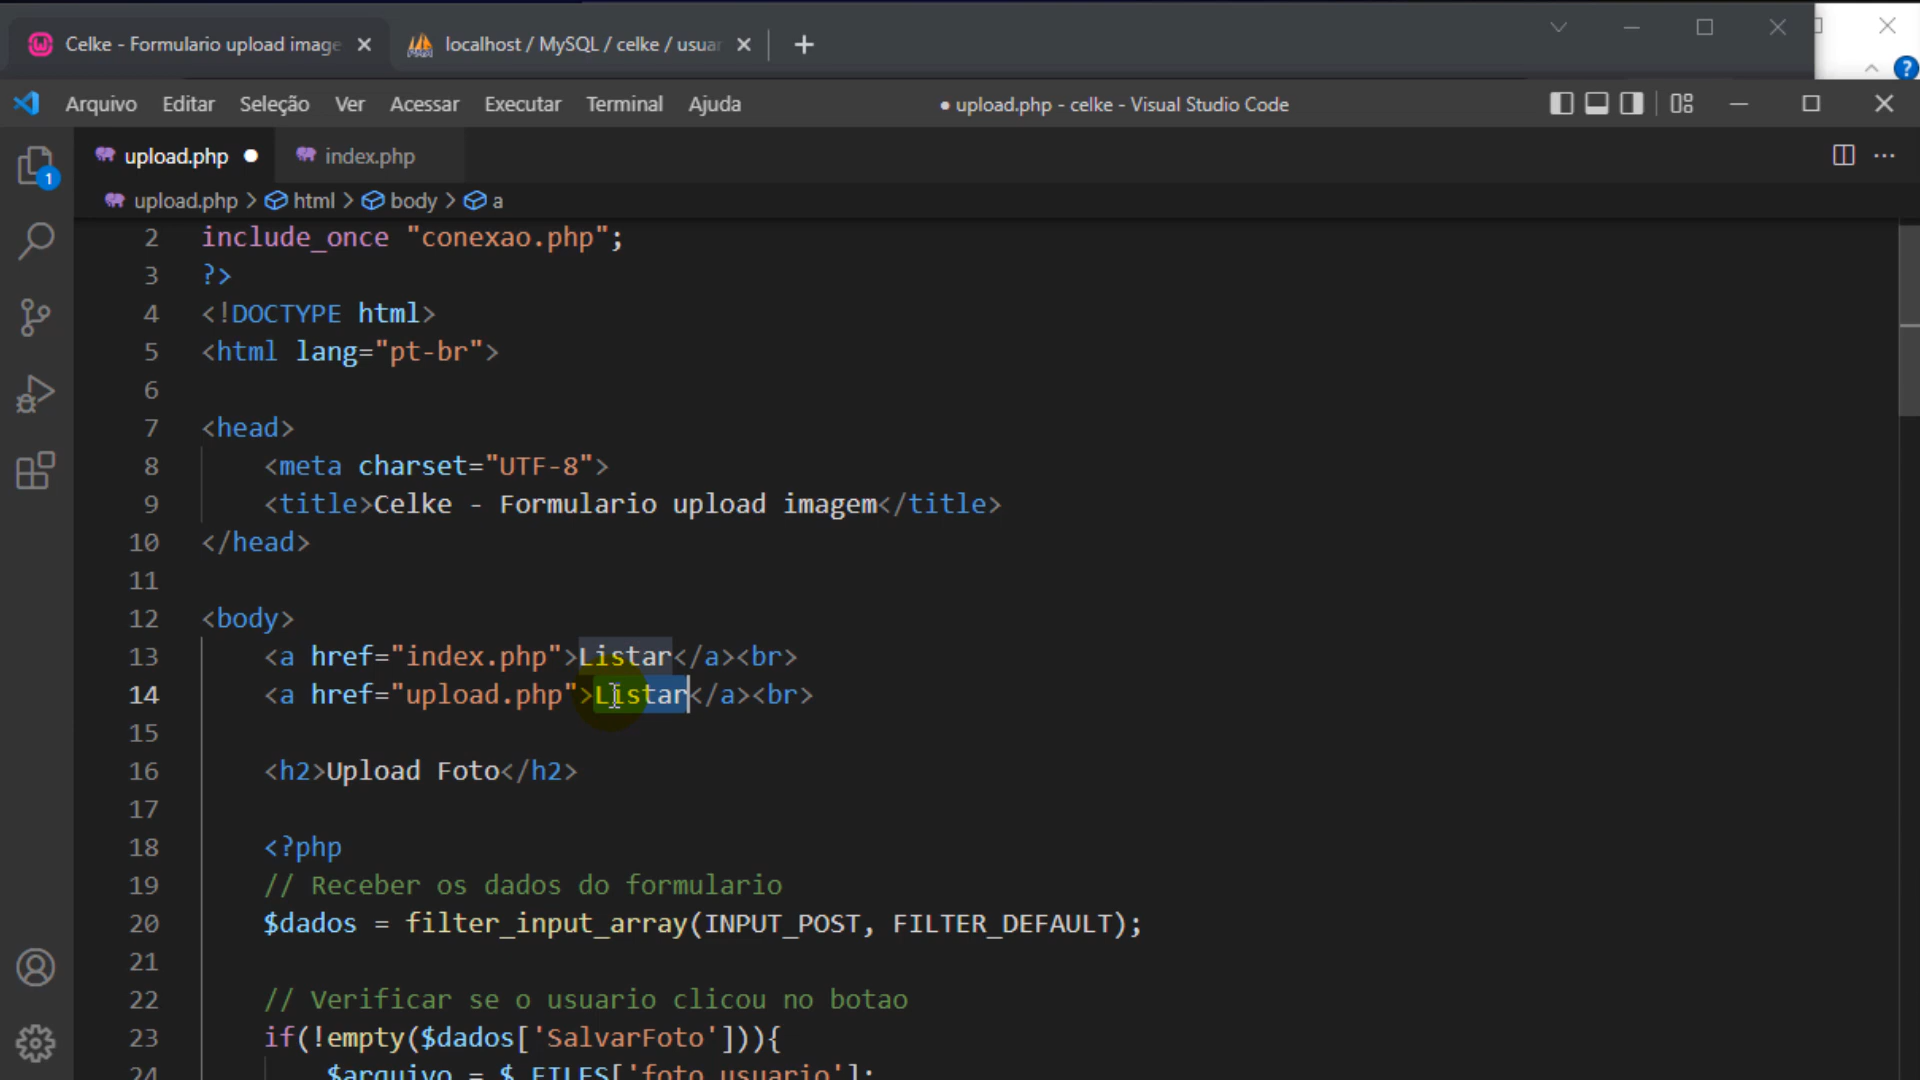 Celke - Formulario upload image
localhost / MySQL / celke / usuar
Arquivo Editar Seleção Ver Acessar Executar Terminal Ajuda
● upload.php - celke - Visual Studio Code
upload.php ● index.php
1
upload.php > html > body > a
2 include_once "conexao.php";
3 ?>
4 <!DOCTYPE html>
5 <html lang="pt-br">
6
7 <head>
8 <meta charset="UTF-8">
9 <title>Celke - Formulario upload imagem</title>
10 </head>
11
12 <body>
13 <a href="index.php">Listar</a><br>
14 <a href="upload.php">Listar</a><br>
15
16 <h2>Upload Foto</h2>
17
18 <?php
19 // Receber os dados do formulario
20 $dados = filter_input_array(INPUT_POST, FILTER_DEFAULT);
21
22 // Verificar se o usuario clicou no botao
23 if(!empty($dados['SalvarFoto'])){
24 $arquivo = $_FILES['foto_usuario'];